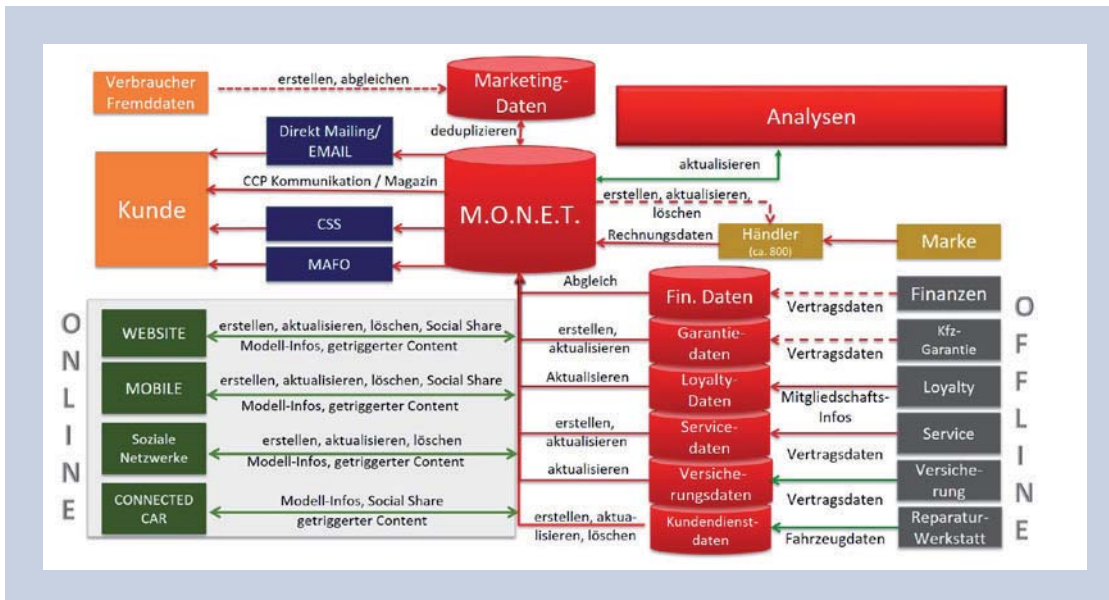 Verbraucher
Fremddaten
erstellen, abgleichen
Marketing-
Daten
deduplizieren
Analysen
aktualisieren
Direkt Mailing/
EMAIL
CCP Kommunikation / Magazin
Kunde
CSS
MAFO
M.O.N.E.T.
erstellen, aktualisieren,
löschen
Rechnungsdaten
Händler
(ca. 800)
Marke
ONLINE
WEBSITE
erstellen, aktualisieren, löschen, Social Share
Modell-Infos, getriggerter Content
MOBILE
erstellen, aktualisieren, löschen, Social Share
Modell-Infos, getriggerter Content
Soziale
Netzwerke
erstellen, aktualisieren, löschen
Modell-Infos, getriggerter Content
CONNECTED
CAR
Modell-Infos, Social Share
getriggerter Content
Abgleich
Fin. Daten
Vertragsdaten
Finanzen
erstellen,
aktualisieren
Garantie-
daten
Vertragsdaten
Kfz-
Garantie
Aktualisieren
Loyalty-
Daten
Mitgliedschafts-
Infos
Loyalty
erstellen,
aktualisieren
Service-
daten
Vertragsdaten
Service
aktualisieren
Versiche-
rungsdaten
Vertragsdaten
Versiche-
rung
erstellen, aktua-
lisieren, löschen
Kundendienst-
daten
Fahrzeugdaten
Reparatur-
Werkstatt
OFFLINE